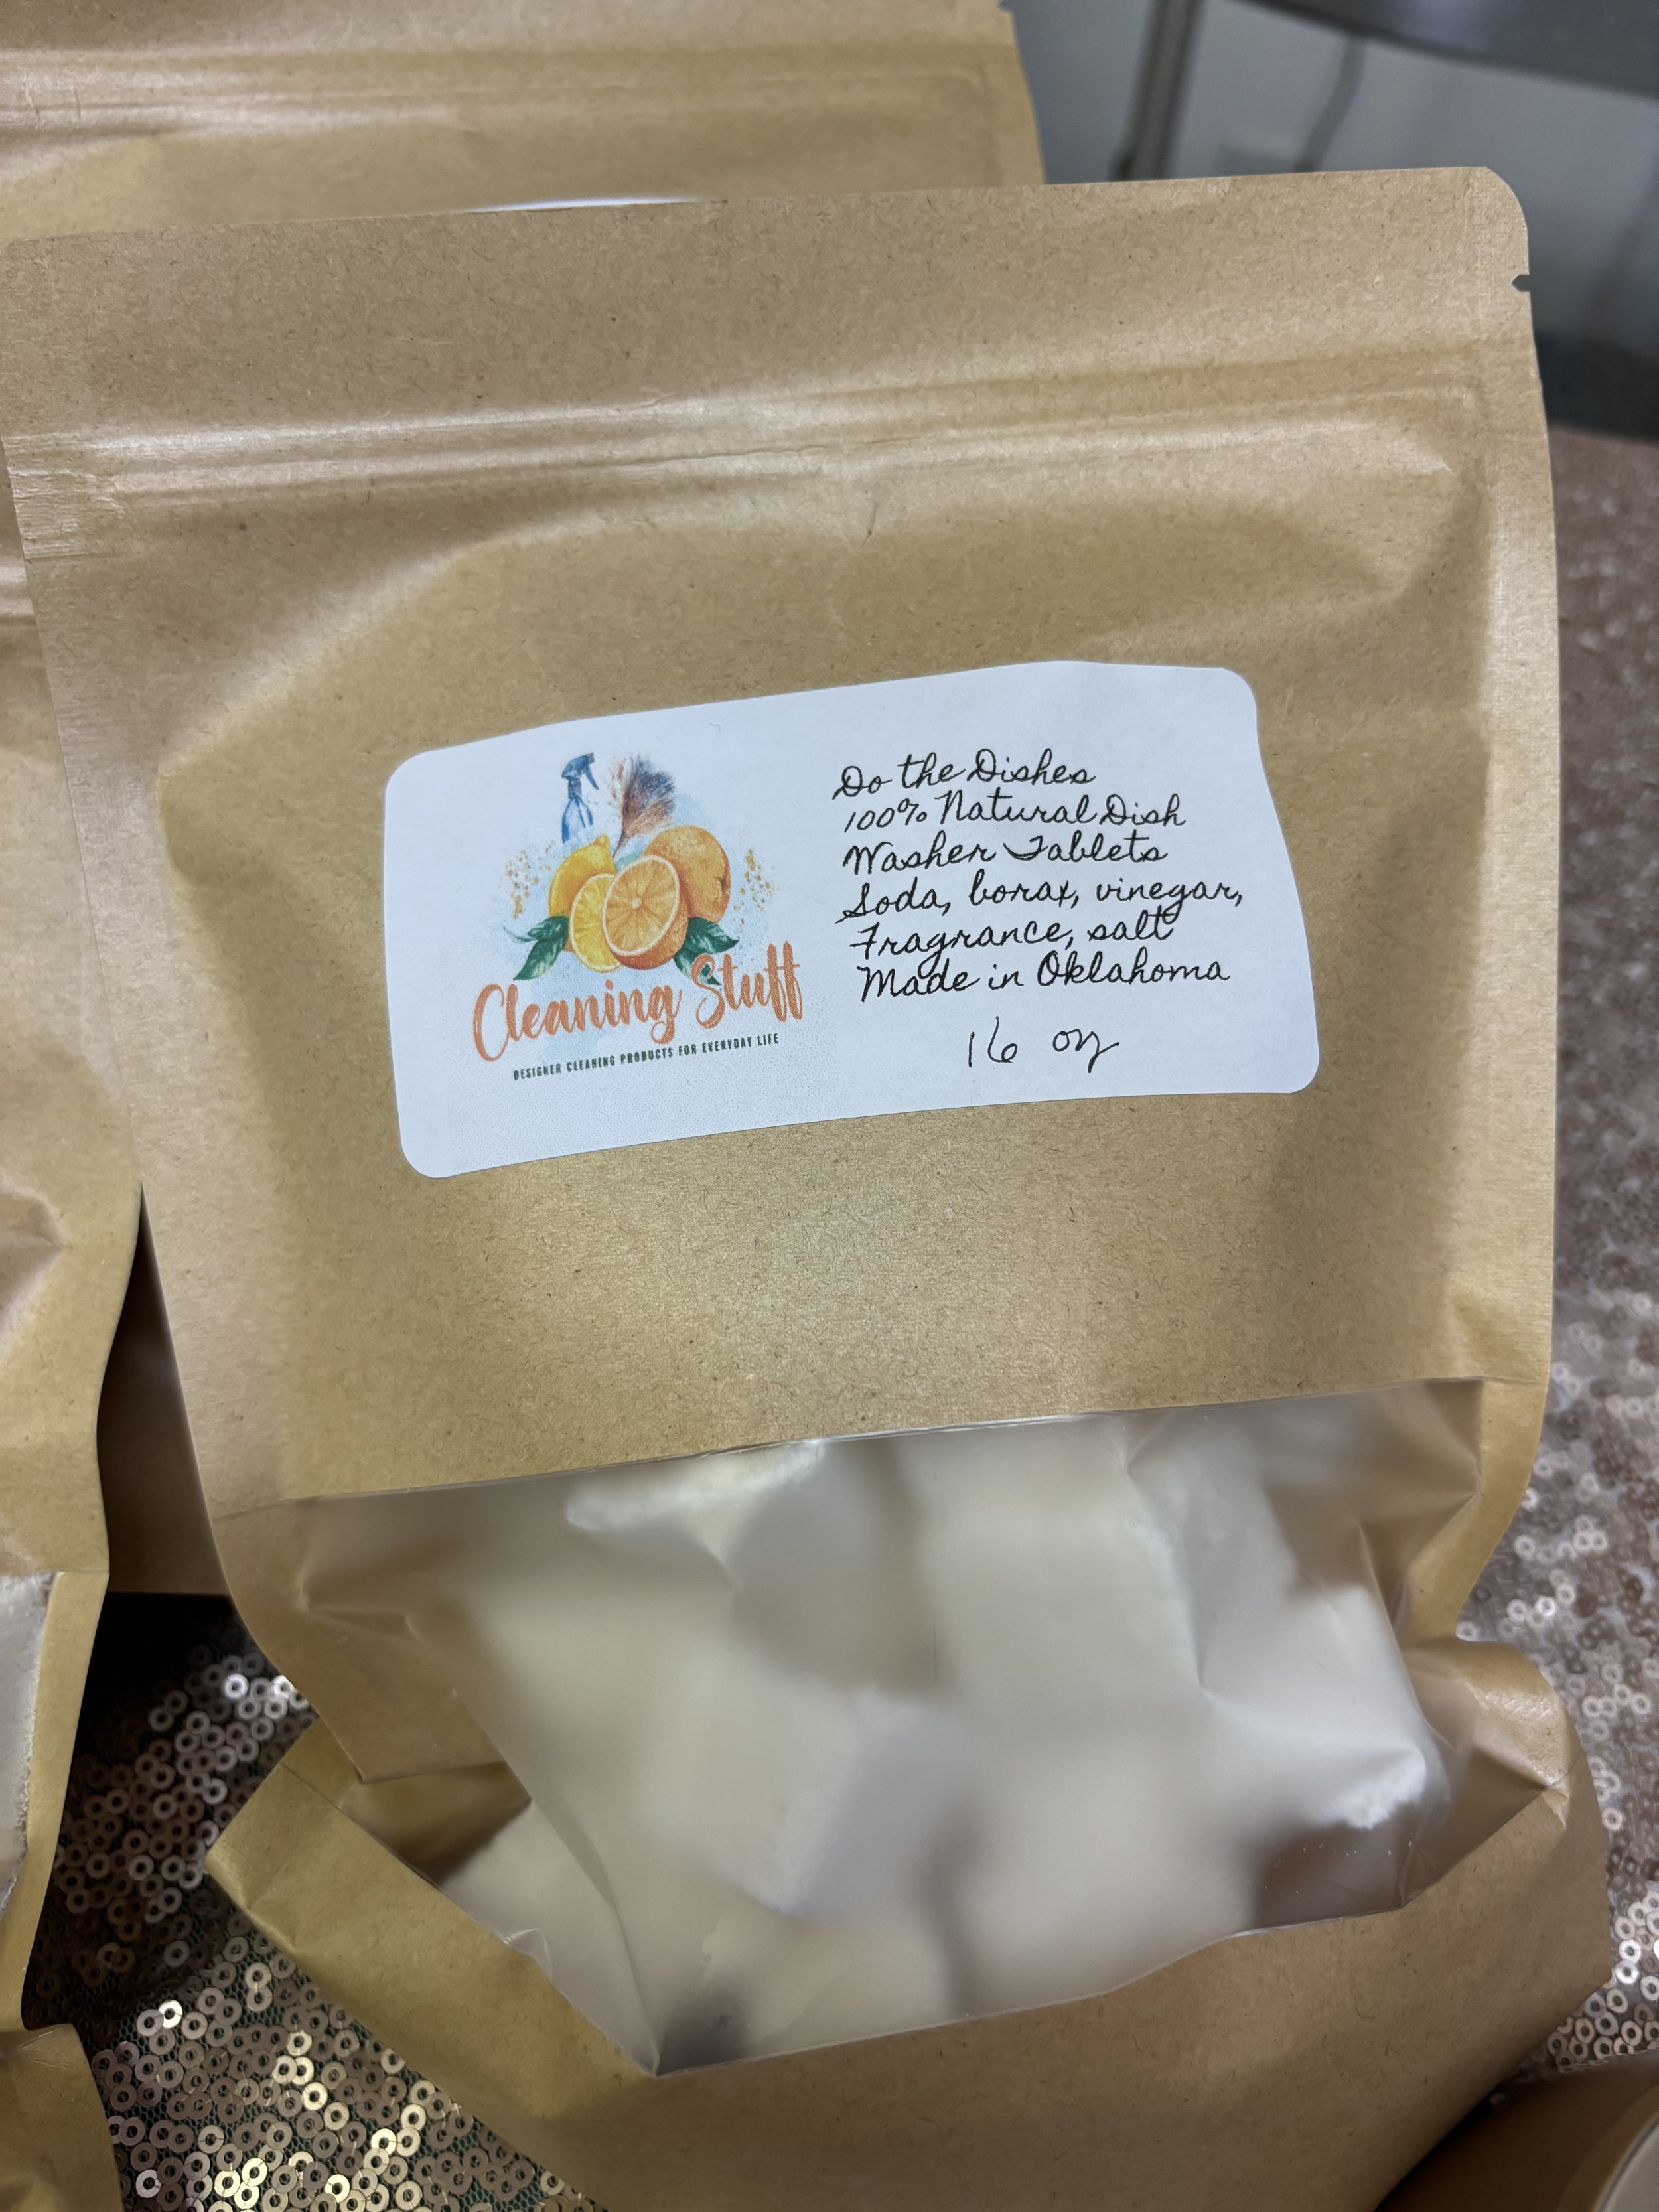 Cleaning Stuff
DESIGNER CLEANING PRODUCTS FOR EVERYDAY LIFE
Do the Dishes
100% Natural Dish
Washer Tablets
Soda, borax, vinegar,
Fragrance, salt
Made in Oklahoma
16 oz